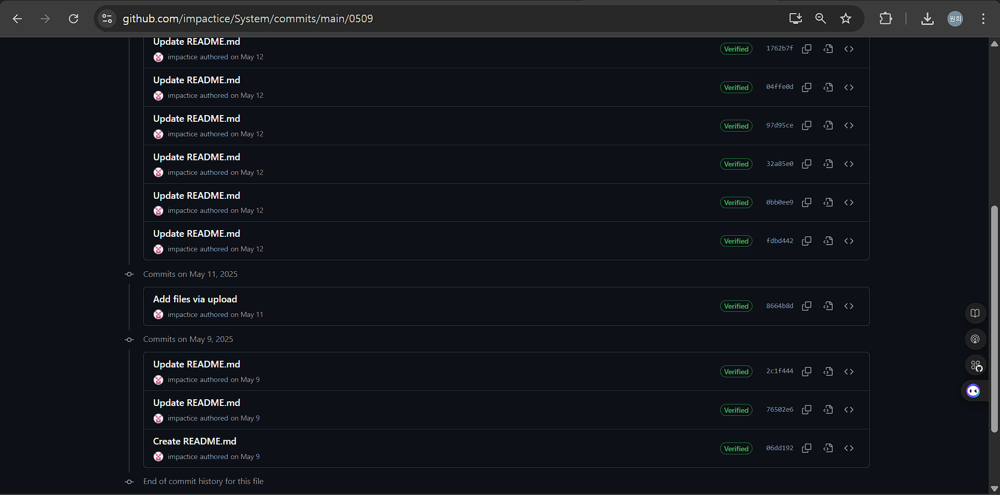 github.com/impactice/System/commits/main/0509
원희
Update README.md
impactice authored on May 12
Verified
1762b7f
Update README.md
impactice authored on May 12
Verified
04ffe0d
Update README.md
impactice authored on May 12
Verified
97d95ce
Update README.md
impactice authored on May 12
Verified
32a85e0
Update README.md
impactice authored on May 12
Verified
0bb0ee9
Update README.md
impactice authored on May 12
Verified
fdbd442
Commits on May 11, 2025
Add files via upload
impactice authored on May 11
Verified
8664b8d
Commits on May 9, 2025
Update README.md
impactice authored on May 9
Verified
2c1f444
Update README.md
impactice authored on May 9
Verified
76502e6
Create README.md
impactice authored on May 9
Verified
06dd192
End of commit history for this file